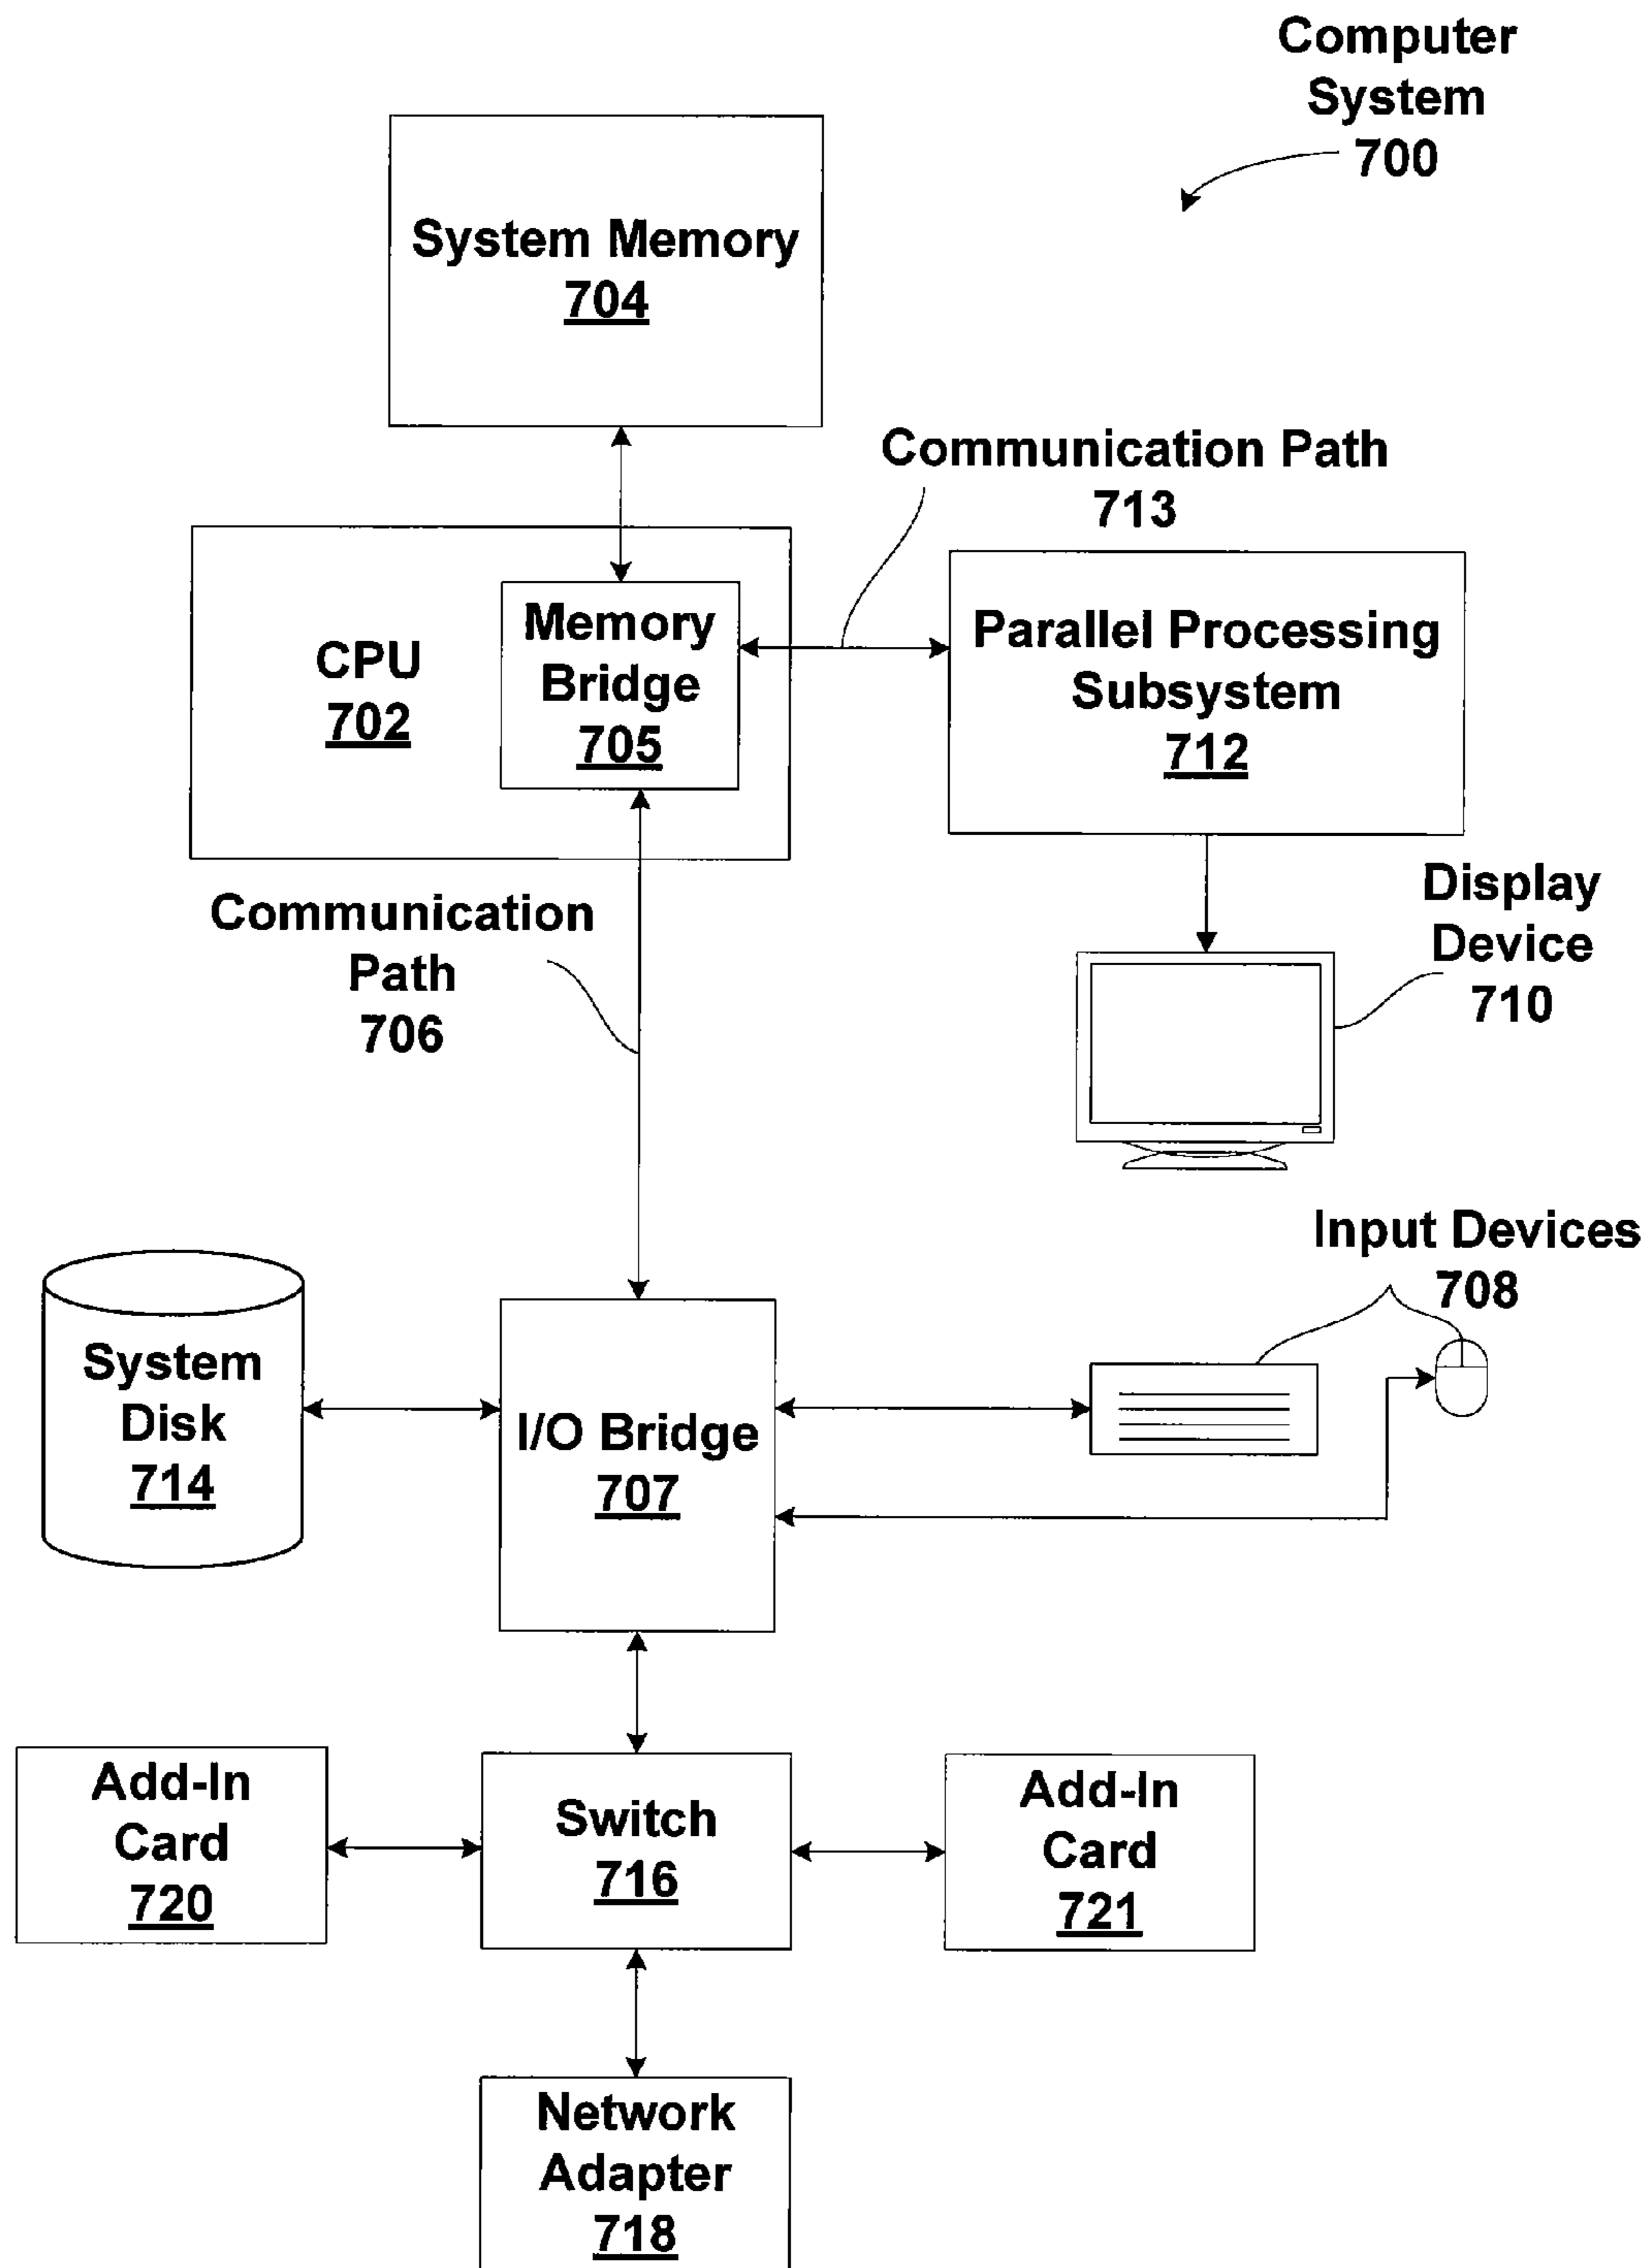 Computer
System
700
System Memory
704
Communication Path
713
CPU
702
Memory
Bridge
705
Parallel Processing
Subsystem
712
Communication
Path
706
Display
Device
710
Input Devices
708
System
Disk
714
I/O Bridge
707
Add-In
Card
720
Switch
716
Add-In
Card
721
Network
Adapter
718